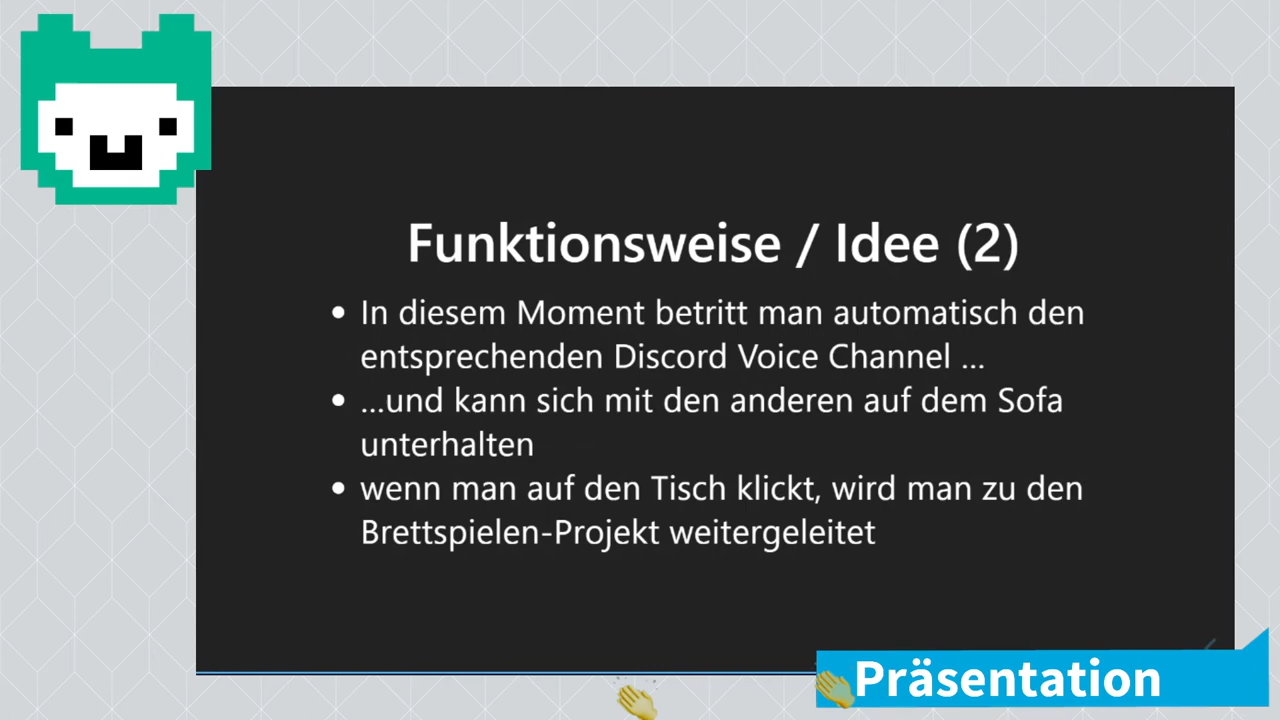 Funktionsweise / Idee (2)
• In diesem Moment betritt man automatisch den
entsprechenden Discord Voice Channel ...
• ...und kann sich mit den anderen auf dem Sofa
unterhalten
• wenn man auf den Tisch klickt, wird man zu den
Brettspielen-Projekt weitergeleitet
Präsentation